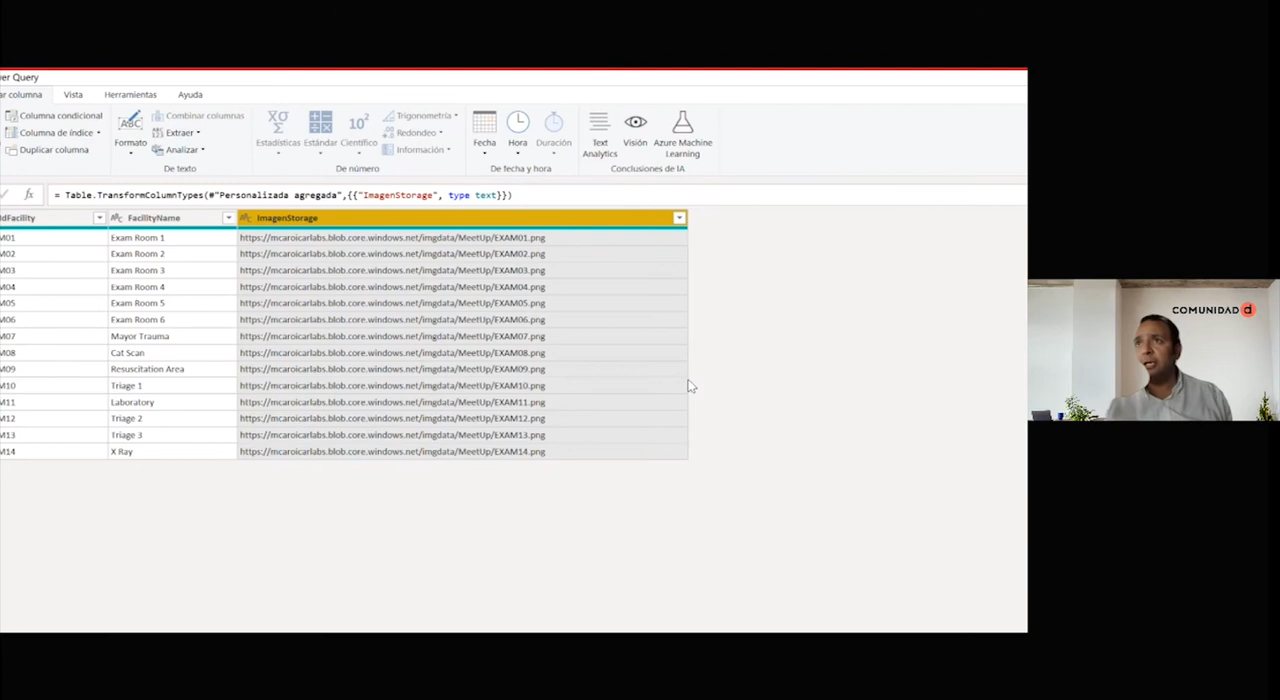 er Query
ar columna Vista Herramientas Ayuda
Columna condicional
Columna de índice
Duplicar columna
ABC
Formato
Combinar columnas
Extraer
Analizar
De texto
XO
Σ
Estadísticas
Estándar
10²
Científico
Trigonometría
Redondeo
Información
De número
Fecha
Hora
Duración
De fecha y hora
Text
Analytics
Visión
Azure Machine
Learning
Conclusiones de IA
fx = Table.TransformColumnTypes(#"Personalizada agregada",{{"ImagenStorage", type text}})
dFacility ABC FacilityName ABC ImagenStorage
M01 Exam Room 1 https://mcaroicarlabs.blob.core.windows.net/imgdata/MeetUp/EXAM01.png
M02 Exam Room 2 https://mcaroicarlabs.blob.core.windows.net/imgdata/MeetUp/EXAM02.png
M03 Exam Room 3 https://mcaroicarlabs.blob.core.windows.net/imgdata/MeetUp/EXAM03.png
M04 Exam Room 4 https://mcaroicarlabs.blob.core.windows.net/imgdata/MeetUp/EXAM04.png
M05 Exam Room 5 https://mcaroicarlabs.blob.core.windows.net/imgdata/MeetUp/EXAM05.png
M06 Exam Room 6 https://mcaroicarlabs.blob.core.windows.net/imgdata/MeetUp/EXAM06.png
M07 Mayor Trauma https://mcaroicarlabs.blob.core.windows.net/imgdata/MeetUp/EXAM07.png
M08 Cat Scan https://mcaroicarlabs.blob.core.windows.net/imgdata/MeetUp/EXAM08.png
M09 Resuscitation Area https://mcaroicarlabs.blob.core.windows.net/imgdata/MeetUp/EXAM09.png
M10 Triage 1 https://mcaroicarlabs.blob.core.windows.net/imgdata/MeetUp/EXAM10.png
M11 Laboratory https://mcaroicarlabs.blob.core.windows.net/imgdata/MeetUp/EXAM11.png
M12 Triage 2 https://mcaroicarlabs.blob.core.windows.net/imgdata/MeetUp/EXAM12.png
M13 Triage 3 https://mcaroicarlabs.blob.core.windows.net/imgdata/MeetUp/EXAM13.png
M14 X Ray https://mcaroicarlabs.blob.core.windows.net/imgdata/MeetUp/EXAM14.png
COMUNIDAD d